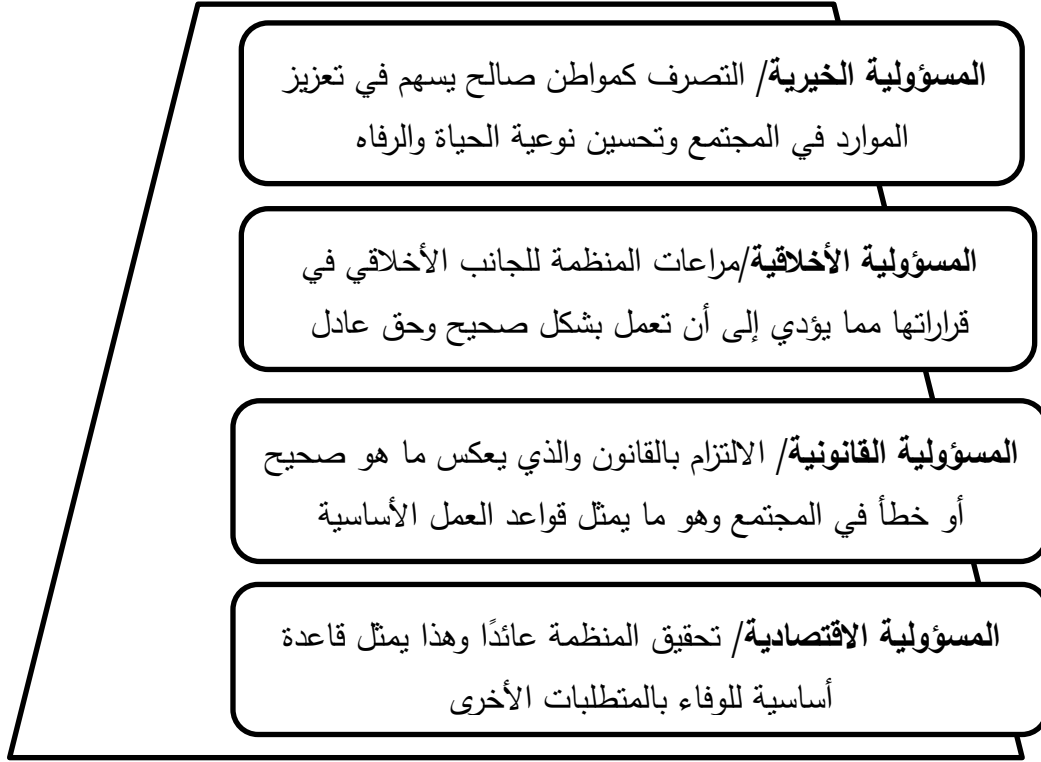 المسؤولية الخيرية/ التصرف كمواطن صالح يسهم في تعزيز
الموارد في المجتمع وتحسين نوعية الحياة والرفاه
المسؤولية الأخلاقية/مراعات المنظمة للجانب الأخلاقي في
قراراتها مما يؤدي إلى أن تعمل بشكل صحيح وحق عادل
المسؤولية القانونية/ الالتزام بالقانون والذي يعكس ما هو صحيح
أو خطأ في المجتمع وهو ما يمثل قواعد العمل الأساسية
المسؤولية الاقتصادية/ تحقيق المنظمة عائدًا وهذا يمثل قاعدة
أساسية للوفاء بالمتطلبات الأخرى